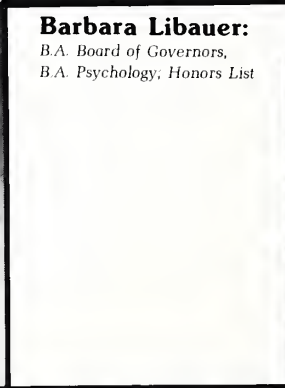 Barbara Libauer:
B.A. Board of Governors,
B.A. Psychology; Honors List